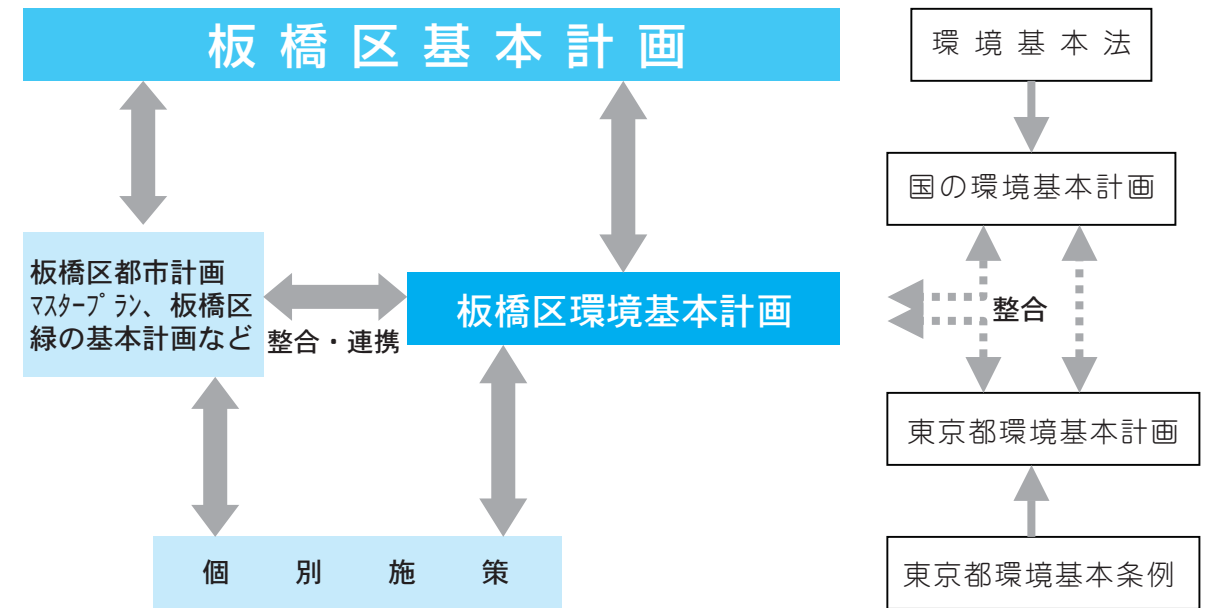 板橋区基本計画
環境基本法
国の環境基本計画
板橋区都市計画
ﾏｽﾀｰﾌﾟﾗﾝ、板橋区
緑の基本計画など
整合・連携
板橋区環境基本計画
整合
東京都環境基本計画
個別施策
東京都環境基本条例